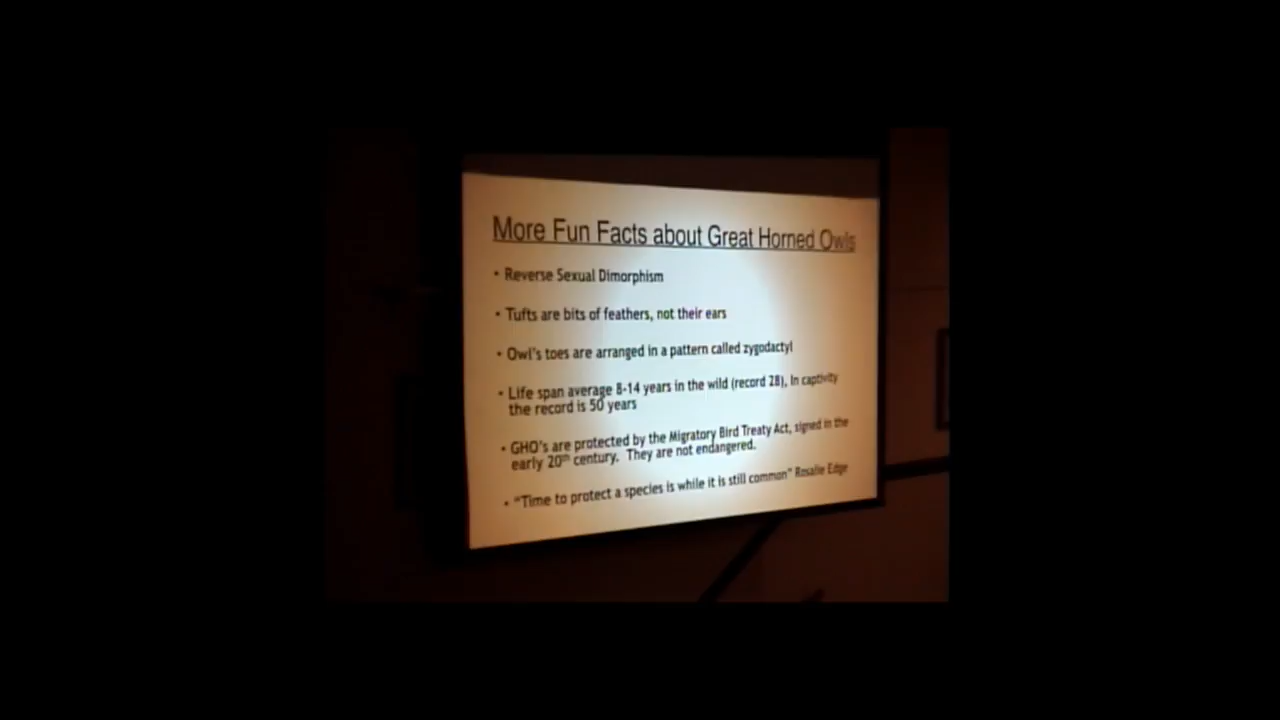 More Fun Facts about Great Horned Owls
• Reverse Sexual Dimorphism
• Tufts are bits of feathers, not their ears
• Owl's toes are arranged in a pattern called zygodactyl
• Life span average 8-14 years in the wild (record 28), In captivity
the record is 50 years
• GHO's are protected by the Migratory Bird Treaty Act, signed in the
early 20th century. They are not endangered.
• "Time to protect a species is while it is still common" Rosalie Edge